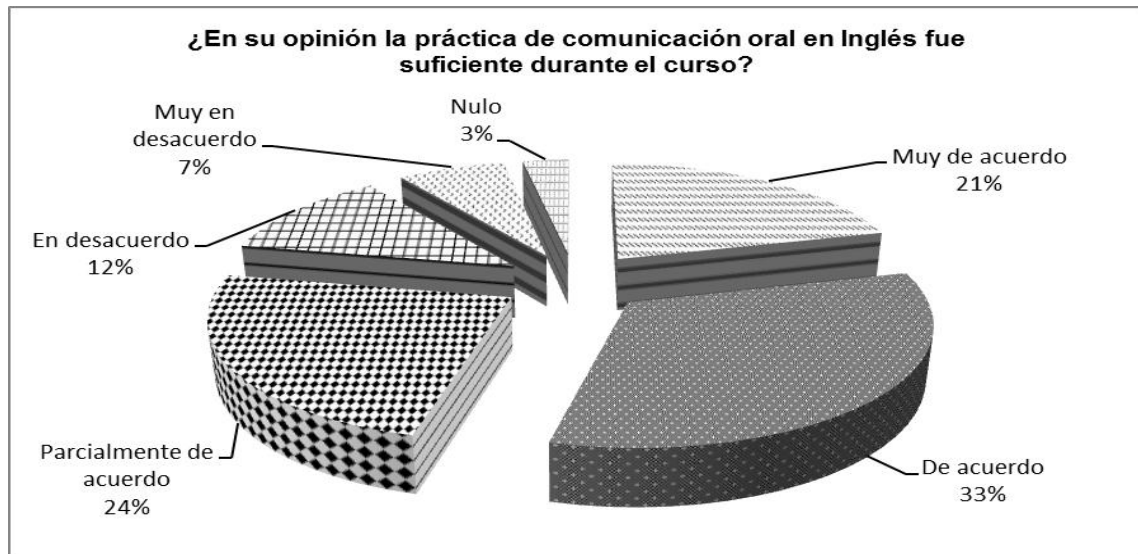 ¿En su opinión la práctica de comunicación oral en Inglés fue
suficiente durante el curso?
Nulo
3%
Muy en
desacuerdo
7%
Muy de acuerdo
21%
En desacuerdo
12%
Parcialmente de
acuerdo
24%
De acuerdo
33%